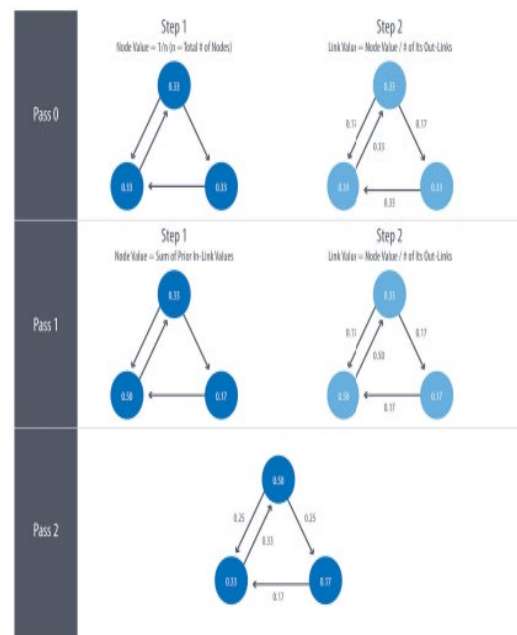 Step 1
Node Value = 1/n (n = Total # of Nodes)
Step 2
Link Value = Node Value / # of Its Out-Links
Pass 0
0.33
0.33
0.33
0.33
0.17
0.17
0.33
0.33
0.33
0.33
Step 1
Node Value = Sum of Prior In-Link Values
Step 2
Link Value = Node Value / # of Its Out-Links
Pass 1
0.33
0.50
0.17
0.33
0.17
0.17
0.50
0.50
0.17
0.17
Pass 2
0.50
0.25
0.25
0.33
0.33
0.17
0.17